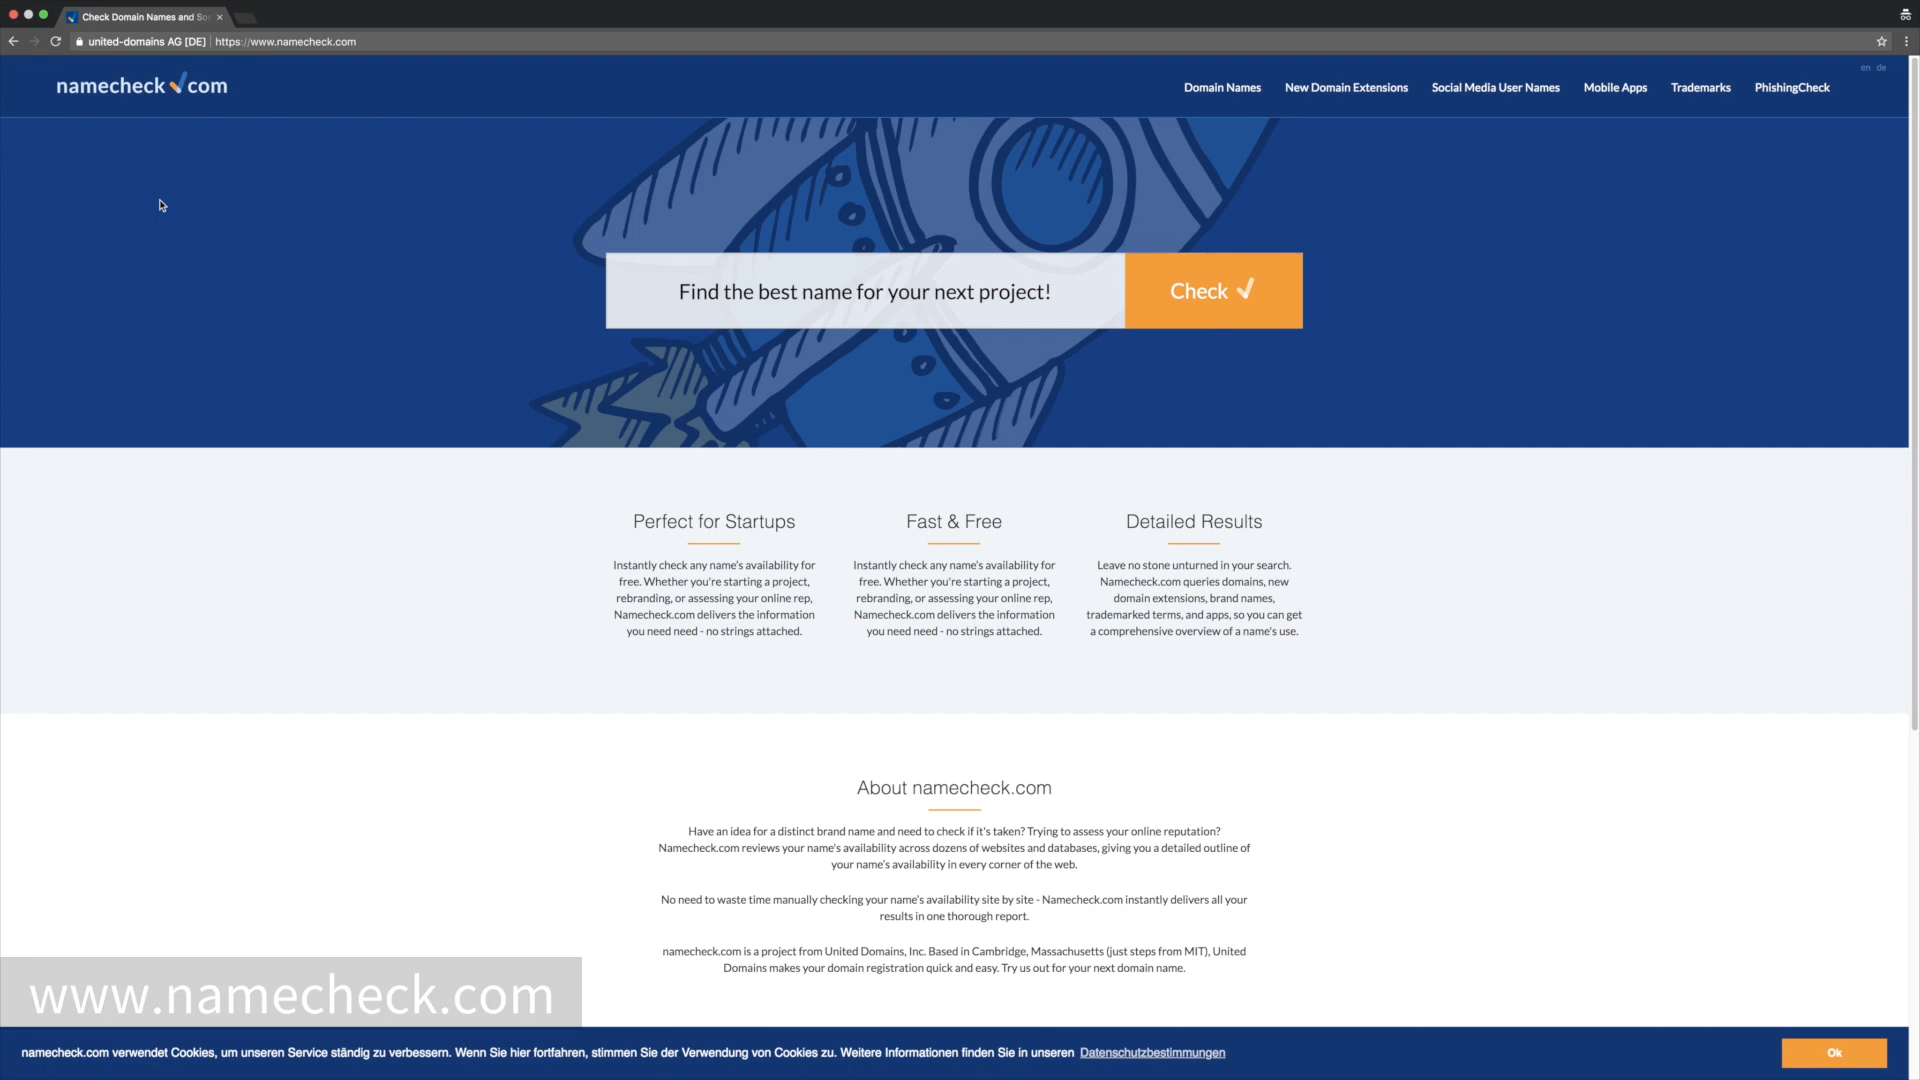 Check Domain Names and So
united-domains AG [DE] https://www.namecheck.com
en de
namecheck com
Domain Names New Domain Extensions Social Media User Names Mobile Apps Trademarks PhishingCheck
Find the best name for your next project!
Check
Perfect for Startups
Instantly check any name's availability for
free. Whether you're starting a project,
rebranding, or assessing your online rep,
Namecheck.com delivers the information
you need need - no strings attached.
Fast & Free
Instantly check any name's availability for
free. Whether you're starting a project,
rebranding, or assessing your online rep,
Namecheck.com delivers the information
you need need - no strings attached.
Detailed Results
Leave no stone unturned in your search.
Namecheck.com queries domains, new
domain extensions, brand names,
trademarked terms, and apps, so you can get
a comprehensive overview of a name's use.
About namecheck.com
Have an idea for a distinct brand name and need to check if it's taken? Trying to assess your online reputation?
Namecheck.com reviews your name's availability across dozens of websites and databases, giving you a detailed outline of
your name's availability in every corner of the web.
No need to waste time manually checking your name's availability site by site - Namecheck.com instantly delivers all your
results in one thorough report.
namecheck.com is a project from United Domains, Inc. Based in Cambridge, Massachusetts (just steps from MIT), United
Domains makes your domain registration quick and easy. Try us out for your next domain name.
www.namecheck.com
namecheck.com verwendet Cookies, um unseren Service ständig zu verbessern. Wenn Sie hier fortfahren, stimmen Sie der Verwendung von Cookies zu. Weitere Informationen finden Sie in unseren Datenschutzbestimmungen
Ok